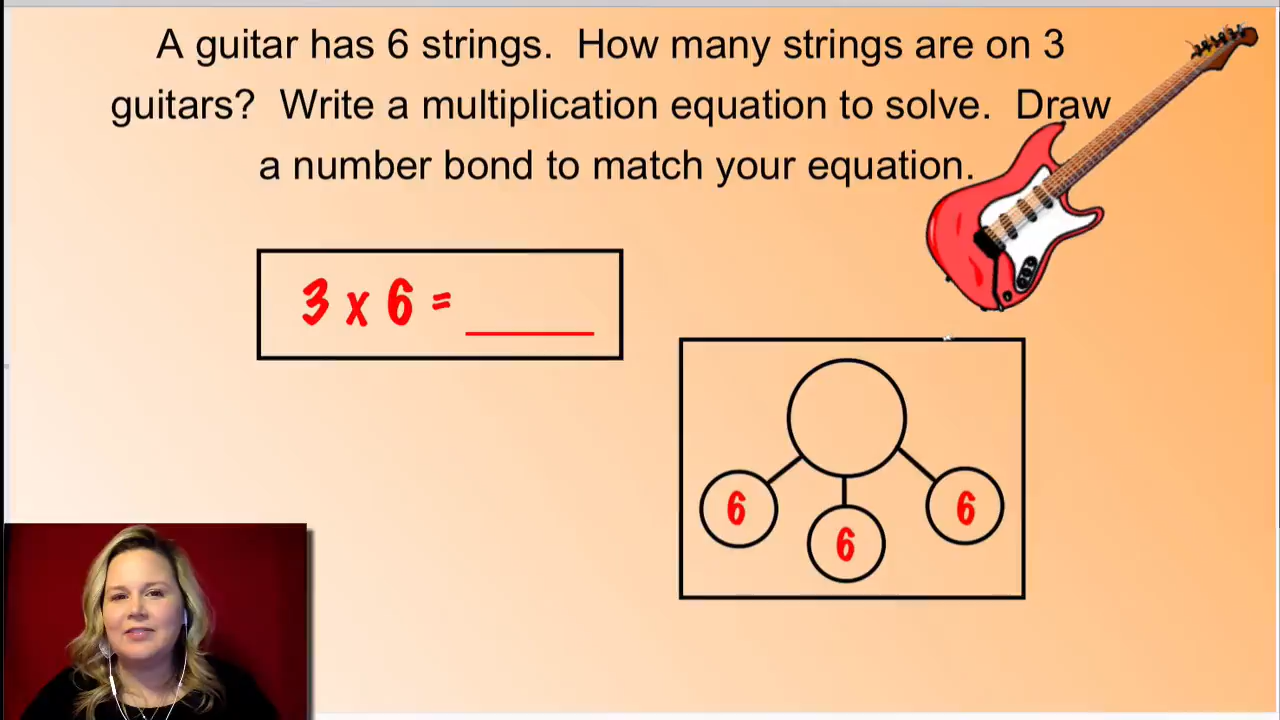 A guitar has 6 strings.  How many strings are on 3
guitars?  Write a multiplication equation to solve.  Draw
a number bond to match your equation.
3 x 6 = ______
6
6
6